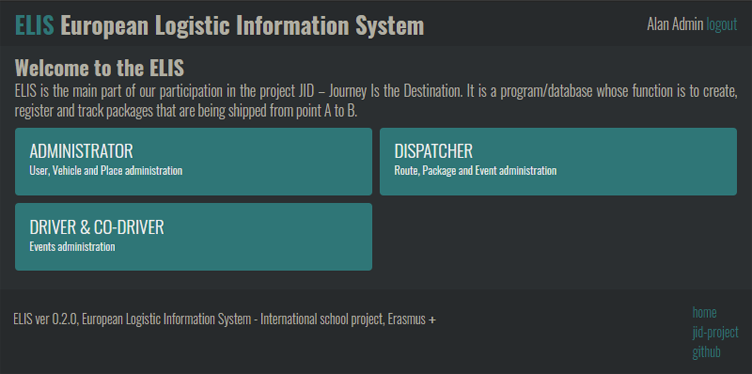 ELIS European Logistic Information System
Alan Admin logout
Welcome to the ELIS
ELIS is the main part of our participation in the project JID – Journey Is the Destination. It is a program/database whose function is to create,
register and track packages that are being shipped from point A to B.
ADMINISTRATOR
User, Vehicle and Place administration
DISPATCHER
Route, Package and Event administration
DRIVER & CO-DRIVER
Events administration
ELIS ver 0.2.0, European Logistic Information System - International school project, Erasmus +
home
jid-project
github